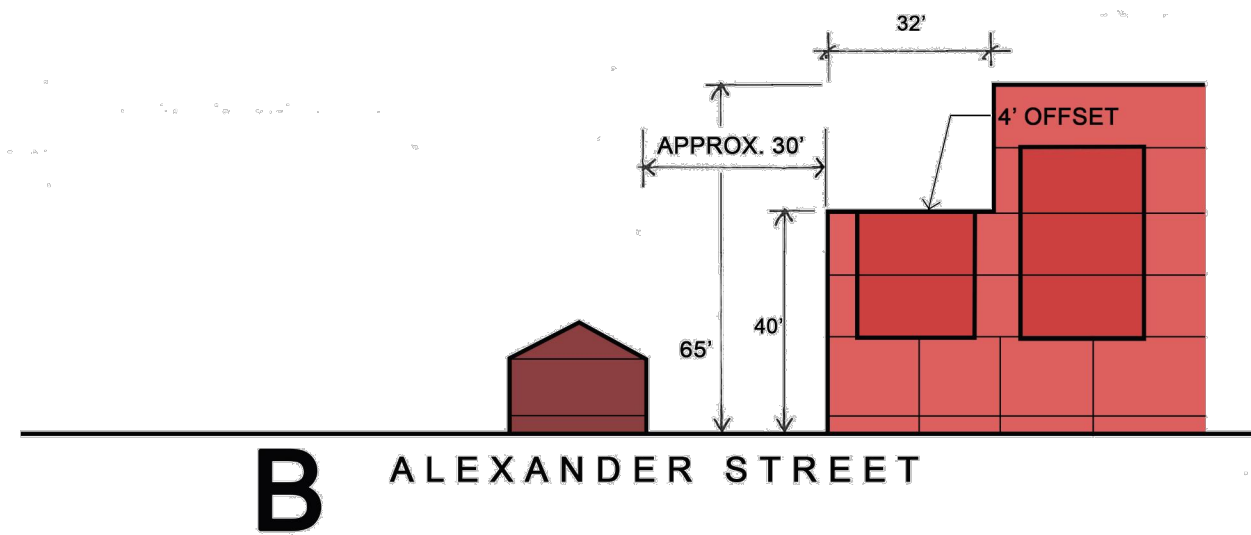 32'
4' OFFSET
APPROX. 30'
40'
65'
B ALEXANDER STREET